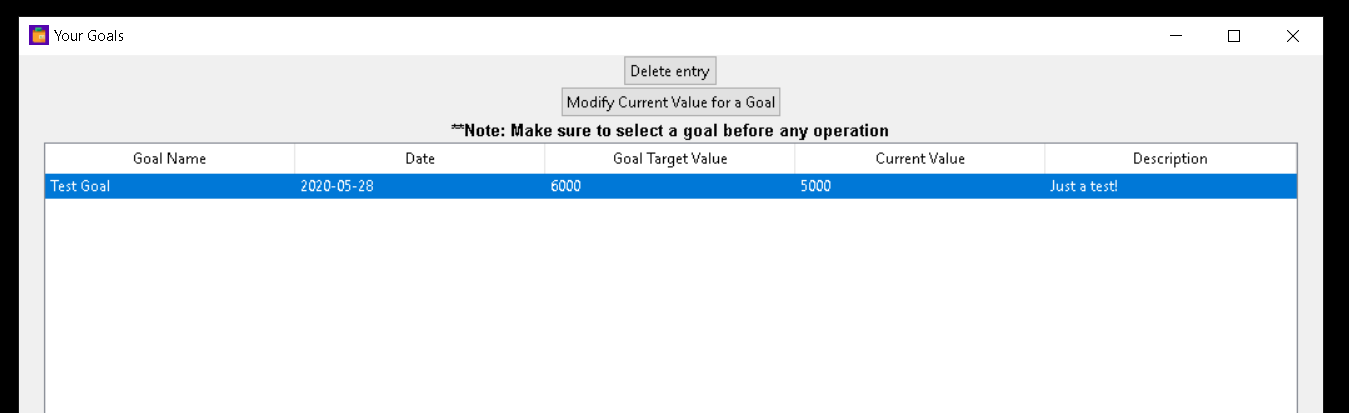 Your Goals
Delete entry
Modify Current Value for a Goal
**Note: Make sure to select a goal before any operation
Goal Name Date Goal Target Value Current Value Description
Test Goal 2020-05-28 6000 5000 Just a test!